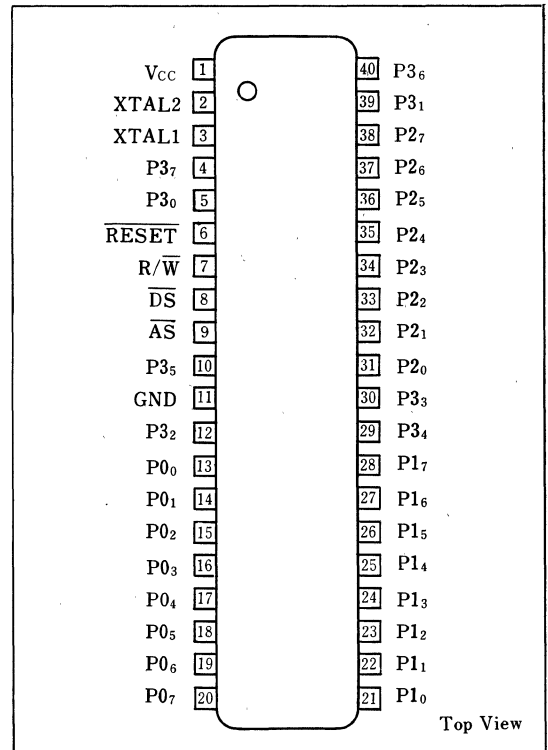 Vcc 1 40 P3₆
XTAL2 2 39 P3₁
XTAL1 3 38 P2₇
P3₇ 4 37 P2₆
P3₀ 5 36 P2₅
R̅E̅S̅E̅T̅ 6 35 P2₄
R/W̅ 7 34 P2₃
D̅S̅ 8 33 P2₂
A̅S̅ 9 32 P2₁
P3₅ 10 31 P2₀
GND 11 30 P3₃
P3₂ 12 29 P3₄
P0₀ 13 28 P1₇
P0₁ 14 27 P1₆
P0₂ 15 26 P1₅
P0₃ 16 25 P1₄
P0₄ 17 24 P1₃
P0₅ 18 23 P1₂
P0₆ 19 22 P1₁
P0₇ 20 21 P1₀
Top View